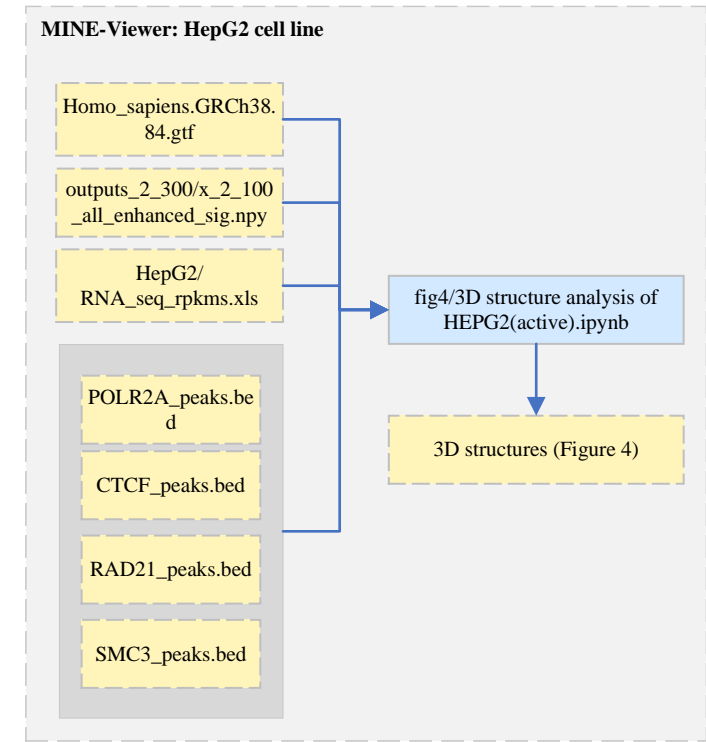 MINE-Viewer: HepG2 cell line
Homo_sapiens.GRCh38.
84.gtf
outputs_2_300/x_2_100
_all_enhanced_sig.npy
HepG2/
RNA_seq_rpkms.xls
fig4/3D structure analysis of
HEPG2(active).ipynb
POLR2A_peaks.be
d
3D structures (Figure 4)
CTCF_peaks.bed
RAD21_peaks.bed
SMC3_peaks.bed